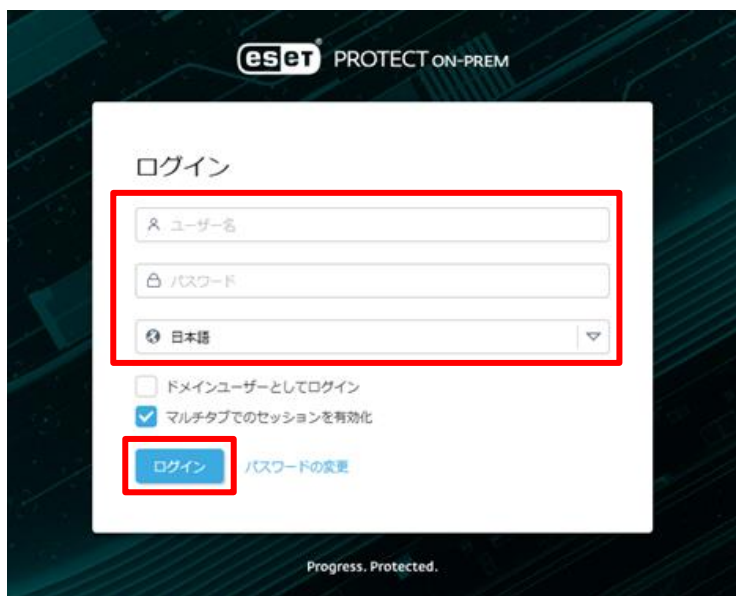 eset PROTECT ON-PREM
ログイン
ユーザー名
パスワード
日本語
ドメインユーザーとしてログイン
マルチタブでのセッションを有効化
ログイン パスワードの変更
Progress. Protected.